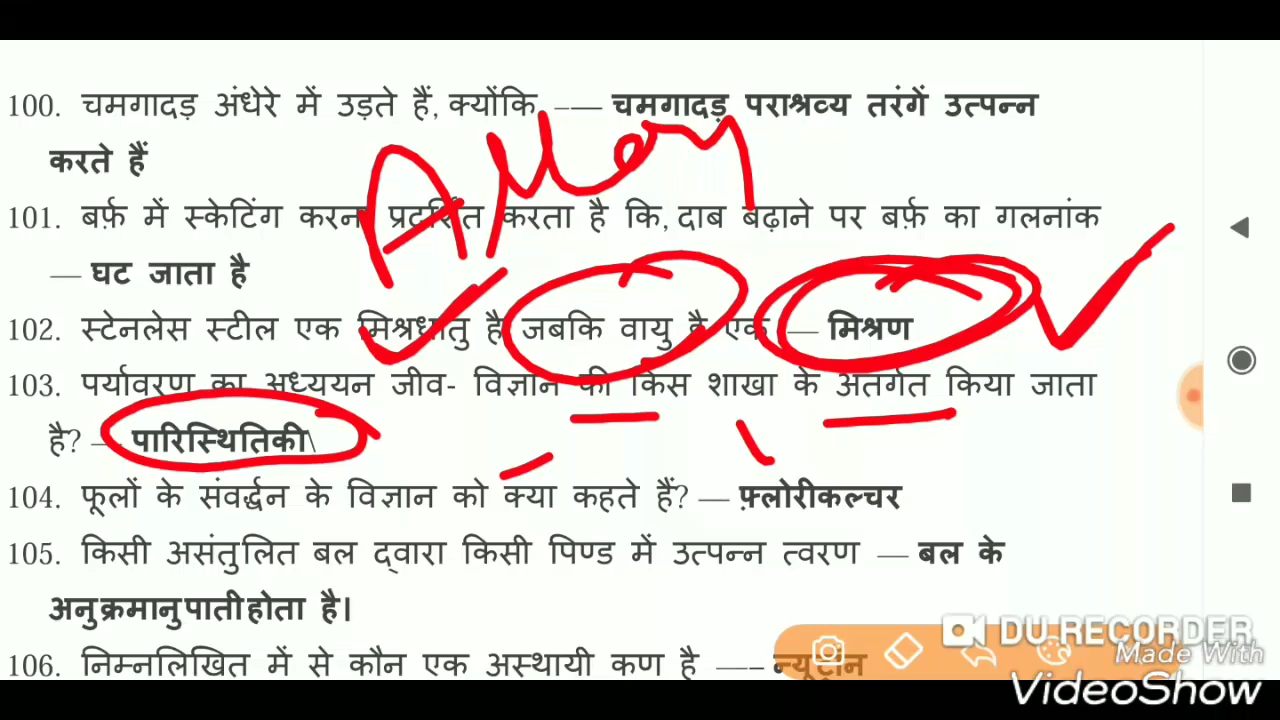 100. चमगादड़ अंधेरे में उड़ते हैं, क्योंकि –— चमगादड़ पराश्रव्य तरंगें उत्पन्न
करते हैं
Alloy
101. बर्फ़ में स्केटिंग करना प्रदर्शित करता है कि, दाब बढ़ाने पर बर्फ़ का गलनांक
— घट जाता है
102. स्टेनलेस स्टील एक मिश्रधातु है जबकि वायु है एक — मिश्रण
103. पर्यावरण का अध्ययन जीव- विज्ञान की किस शाखा के अंतर्गत किया जाता
है? — पारिस्थितिकी\
104. फूलों के संवर्द्धन के विज्ञान को क्या कहते हैं? — फ़्लोरीकल्चर
105. किसी असंतुलित बल द्वारा किसी पिण्ड में उत्पन्न त्वरण — बल के
अनुक्रमानुपातीहोता है।
106. निम्नलिखित में से कौन एक अस्थायी कण है —– न्यूट्रॉन
DU RECORDER
Made With
VideoShow